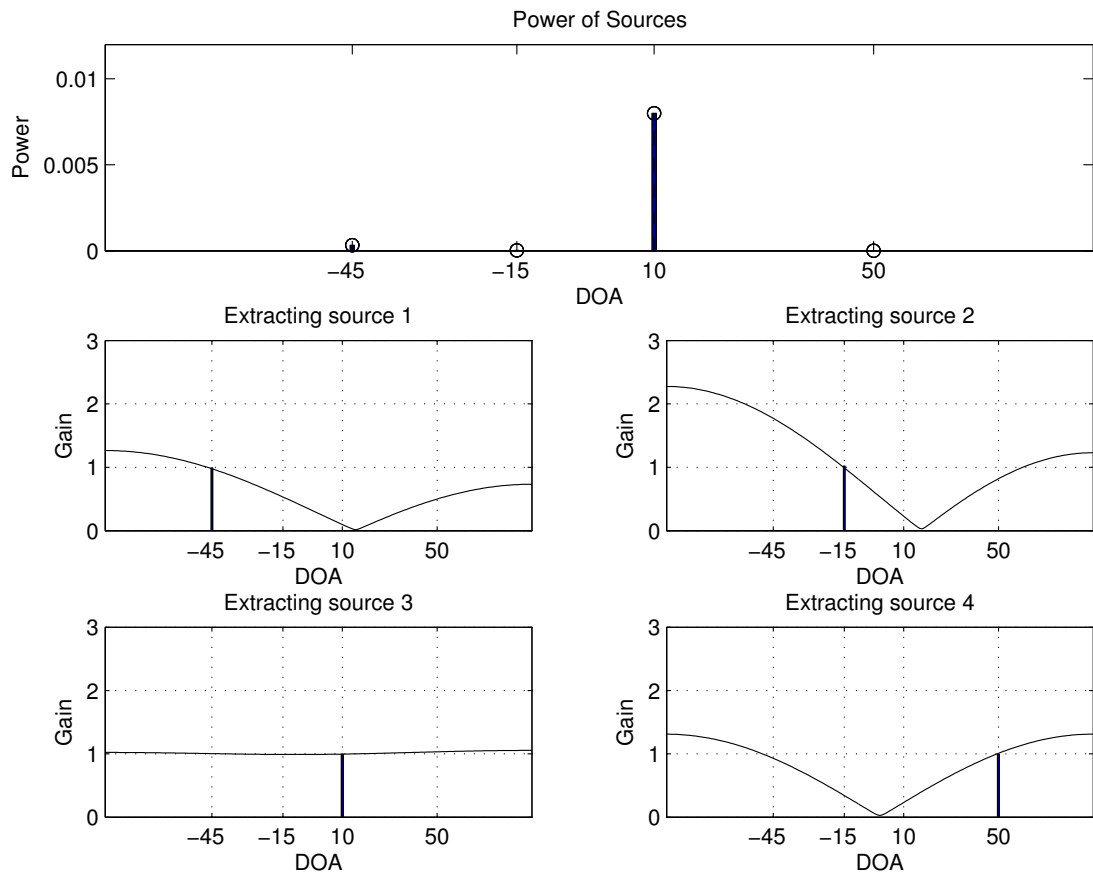 Power of Sources
Power
0.01
0.005
0
−45 −15 10 50
DOA
Extracting source 1
Gain
3
2
1
0
−45 −15 10 50
DOA
Extracting source 2
Gain
3
2
1
0
−45 −15 10 50
DOA
Extracting source 3
Gain
3
2
1
0
−45 −15 10 50
DOA
Extracting source 4
Gain
3
2
1
0
−45 −15 10 50
DOA